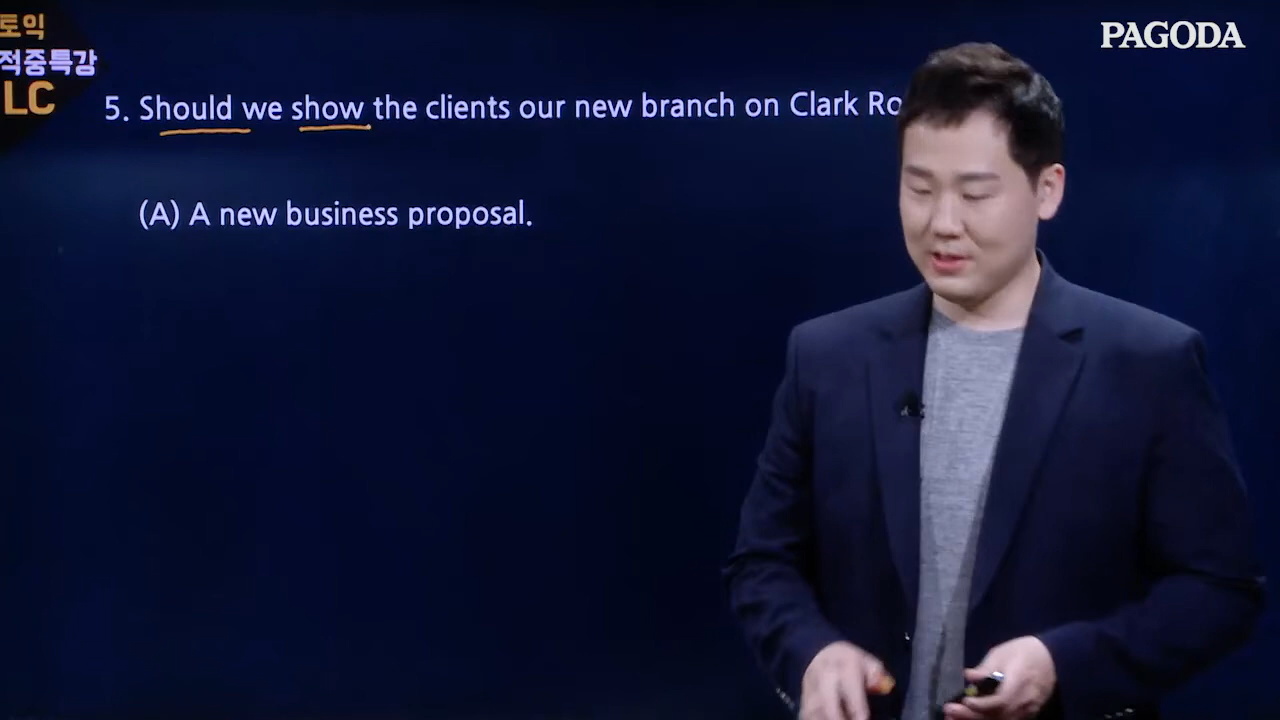 토익
적중특강
LC
PAGODA
5. Should we show the clients our new branch on Clark
(A) A new business proposal.